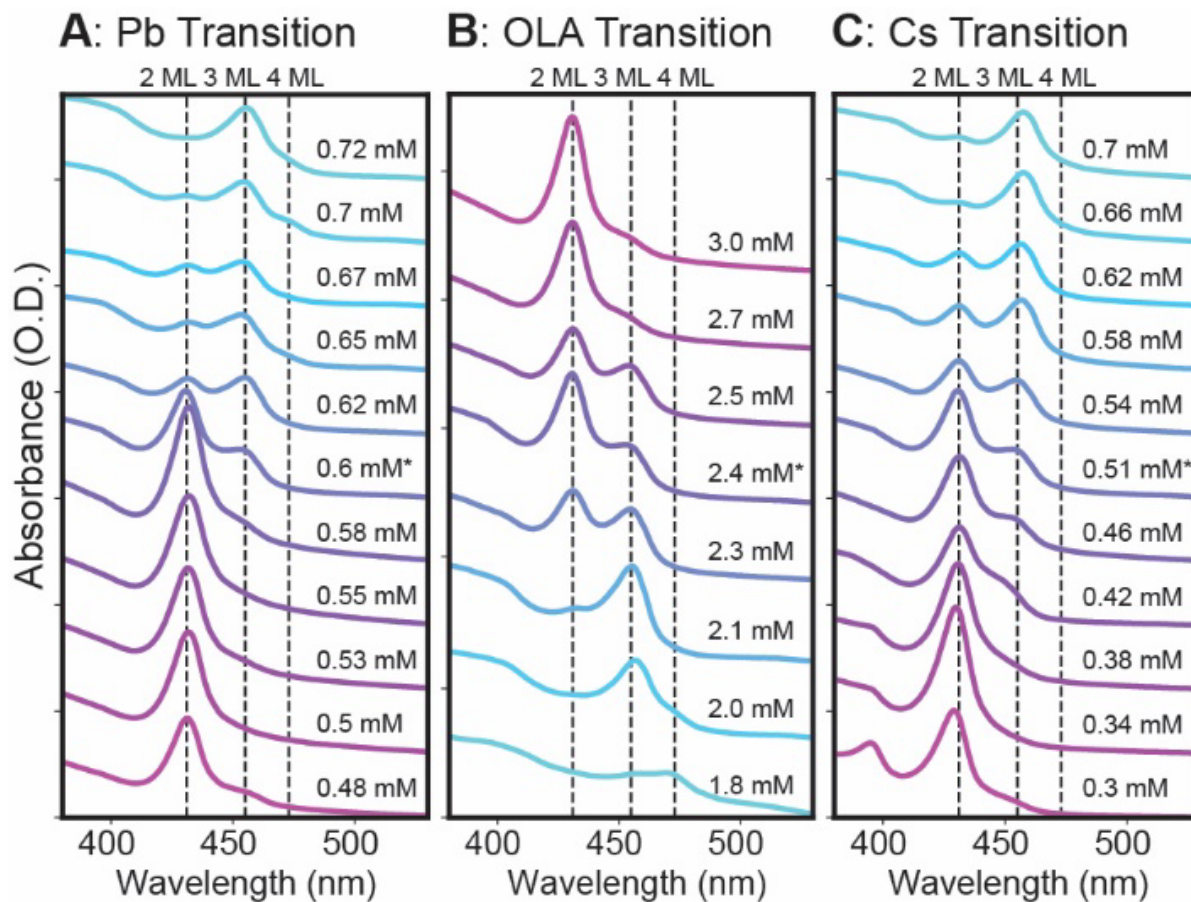 A: Pb Transition
2 ML 3 ML 4 ML
0.72 mM
0.7 mM
0.67 mM
0.65 mM
0.62 mM
0.6 mM*
0.58 mM
0.55 mM
0.53 mM
0.5 mM
0.48 mM
400 450 500
Wavelength (nm)
Absorbance (O.D.)
B: OLA Transition
2 ML 3 ML 4 ML
3.0 mM
2.7 mM
2.5 mM
2.4 mM*
2.3 mM
2.1 mM
2.0 mM
1.8 mM
400 450 500
Wavelength (nm)
C: Cs Transition
2 ML 3 ML 4 ML
0.7 mM
0.66 mM
0.62 mM
0.58 mM
0.54 mM
0.51 mM*
0.46 mM
0.42 mM
0.38 mM
0.34 mM
0.3 mM
400 450 500
Wavelength (nm)